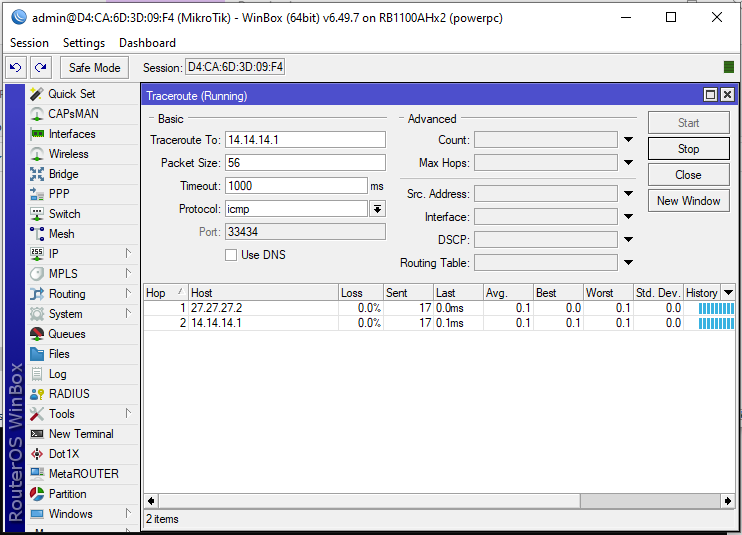 admin@D4:CA:6D:3D:09:F4 (MikroTik) - WinBox (64bit) v6.49.7 on RB1100AHx2 (powerpc)
Session Settings Dashboard
Safe Mode Session: D4:CA:6D:3D:09:F4
RouterOS WinBox
Quick Set
CAPsMAN
Interfaces
Wireless
Bridge
PPP
Switch
Mesh
IP
MPLS
Routing
System
Queues
Files
Log
RADIUS
Tools
New Terminal
Dot1X
MetaROUTER
Partition
Windows
Traceroute (Running)
Basic
Traceroute To: 14.14.14.1
Packet Size: 56
Timeout: 1000 ms
Protocol: icmp
Port: 33434
Use DNS
Advanced
Count:
Max Hops:
Src. Address:
Interface:
DSCP:
Routing Table:
Start
Stop
Close
New Window
Hop / Host Loss Sent Last Avg. Best Worst Std. Dev. History
1 27.27.27.2 0.0% 17 0.0ms 0.1 0.0 0.1 0.0
2 14.14.14.1 0.0% 17 0.1ms 0.1 0.1 0.1 0.0
2 items